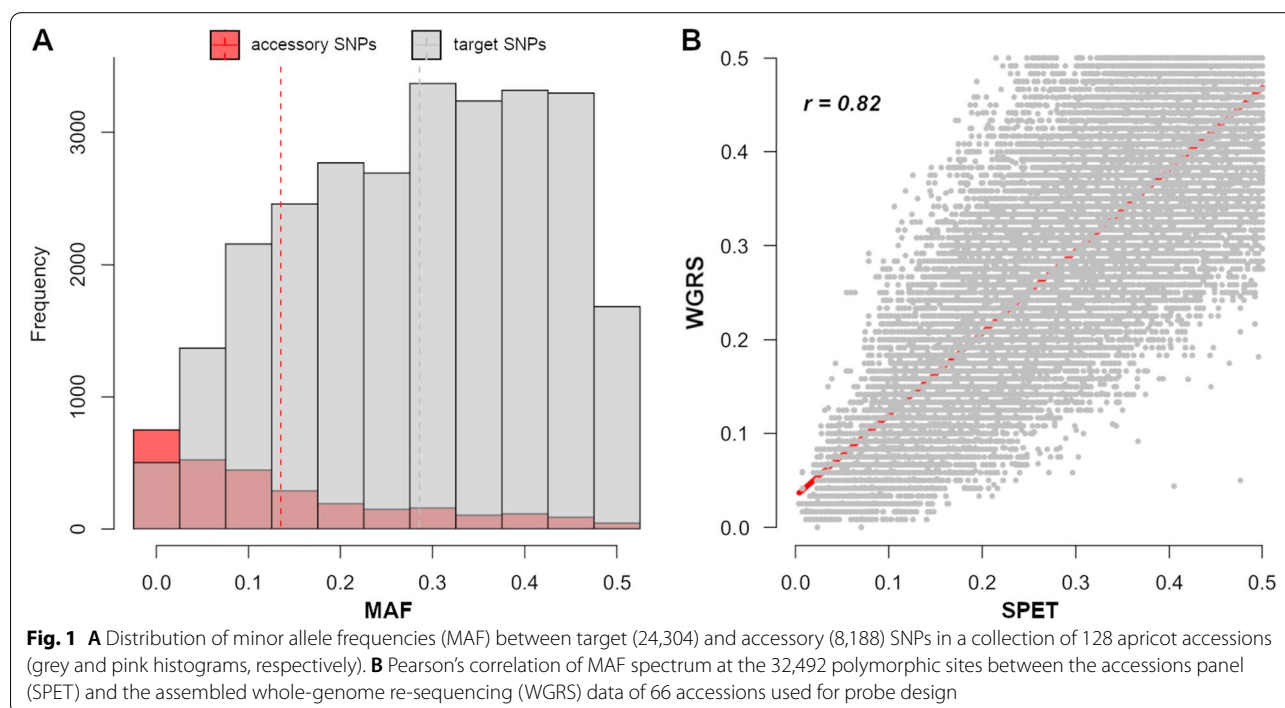 A
accessory SNPs
target SNPs
Frequency
3000
2000
1000
0
0.0 0.1 0.2 0.3 0.4 0.5
MAF
B
r = 0.82
WGRS
0.5
0.4
0.3
0.2
0.1
0.0
0.0 0.1 0.2 0.3 0.4 0.5
SPET
Fig. 1 A Distribution of minor allele frequencies (MAF) between target (24,304) and accessory (8,188) SNPs in a collection of 128 apricot accessions
(grey and pink histograms, respectively). B Pearson's correlation of MAF spectrum at the 32,492 polymorphic sites between the accessions panel
(SPET) and the assembled whole-genome re-sequencing (WGRS) data of 66 accessions used for probe design